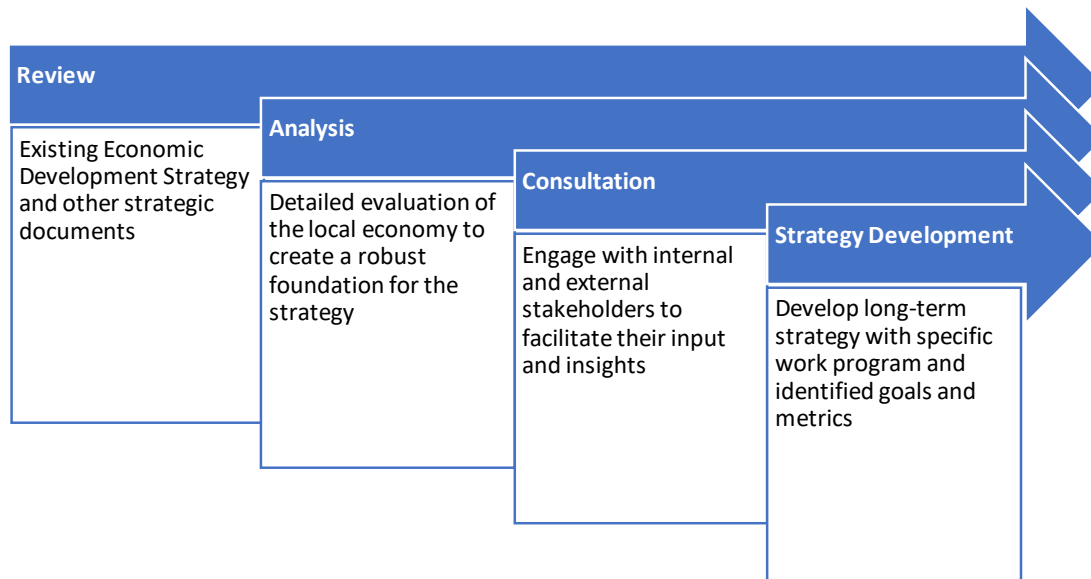 Review
Existing Economic
Development Strategy
and other strategic
documents
Analysis
Detailed evaluation of
the local economy to
create a robust
foundation for the
strategy
Consultation
Engage with internal
and external
stakeholders to
facilitate their input
and insights
Strategy Development
Develop long-term
strategy with specific
work program and
identified goals and
metrics